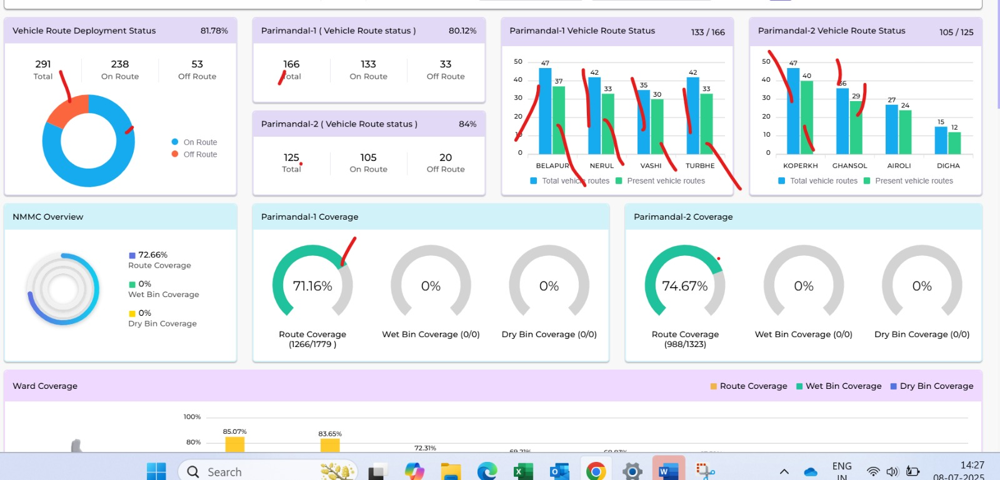 Vehicle Route Deployment Status 81.78%
291 238 53
Total On Route Off Route
On Route
Off Route
Parimandal-1 ( Vehicle Route status ) 80.12%
166 133 33
Total On Route Off Route
Parimandal-2 ( Vehicle Route status ) 84%
125 105 20
Total On Route Off Route
Parimandal-1 Vehicle Route Status 133 / 166
50
40
30
20
10
0
47 37 42 33 35 30 42 33
BELAPUR NERUL VASHI TURBHE
Total vehicle routes Present vehicle routes
Parimandal-2 Vehicle Route Status 105 / 125
50
40
30
20
10
0
47 40 36 29 27 24 15 12
KOPERKH GHANSOL AIROLI DIGHA
Total vehicle routes Present vehicle routes
NMMC Overview
72.66%
Route Coverage
0%
Wet Bin Coverage
0%
Dry Bin Coverage
Parimandal-1 Coverage
71.16% 0% 0%
Route Coverage Wet Bin Coverage (0/0) Dry Bin Coverage (0/0)
(1266/1779 )
Parimandal-2 Coverage
74.67% 0% 0%
Route Coverage Wet Bin Coverage (0/0) Dry Bin Coverage (0/0)
(988/1323)
Ward Coverage Route Coverage Wet Bin Coverage Dry Bin Coverage
100%
85.07% 83.65%
80%
72.31%
Search
ENG
IN
14:27
08-07-2025